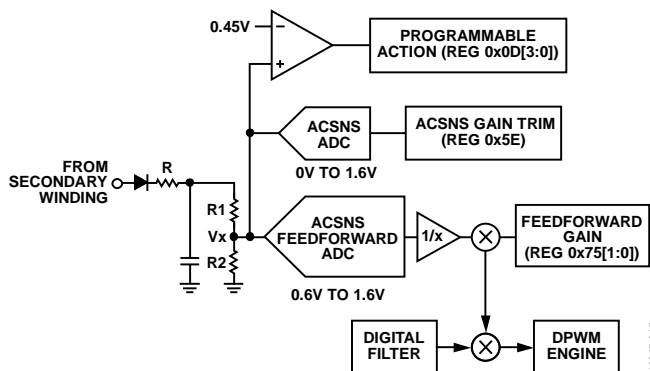 0.45V
−
+
PROGRAMMABLE
ACTION (REG 0x0D[3:0])
ACSNS
ADC
ACSNS GAIN TRIM
(REG 0x5E)
0V TO 1.6V
FROM
SECONDARY
WINDING
R
R1
Vx
R2
ACSNS
FEEDFORWARD
ADC
1/x
×
FEEDFORWARD
GAIN
(REG 0x75[1:0])
0.6V TO 1.6V
DIGITAL
FILTER
×
DPWM
ENGINE